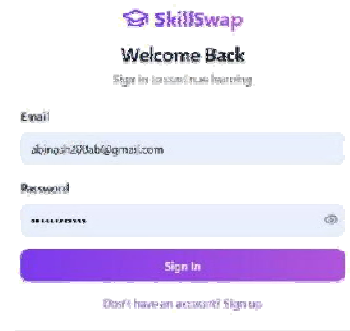 SkillSwap
Welcome Back
Sign in to continue learning
Email
Password
Sign In
Don't have an account? Sign up